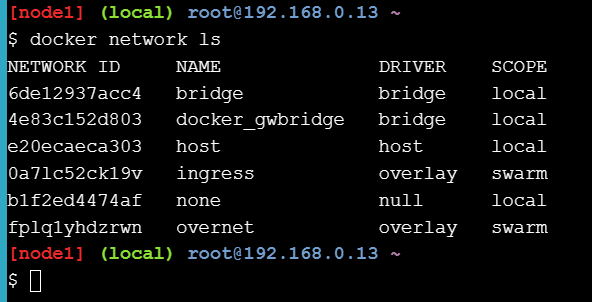 [node1] (local) root@192.168.0.13 ~
$ docker network ls
NETWORK ID     NAME              DRIVER    SCOPE
6de12937acc4   bridge            bridge    local
4e83c152d803   docker_gwbridge   bridge    local
e20ecaeca303   host              host      local
0a7lc52ck19v   ingress           overlay   swarm
b1f2ed4474af   none              null      local
fplq1yhdzrwn   overnet           overlay   swarm
[node1] (local) root@192.168.0.13 ~
$